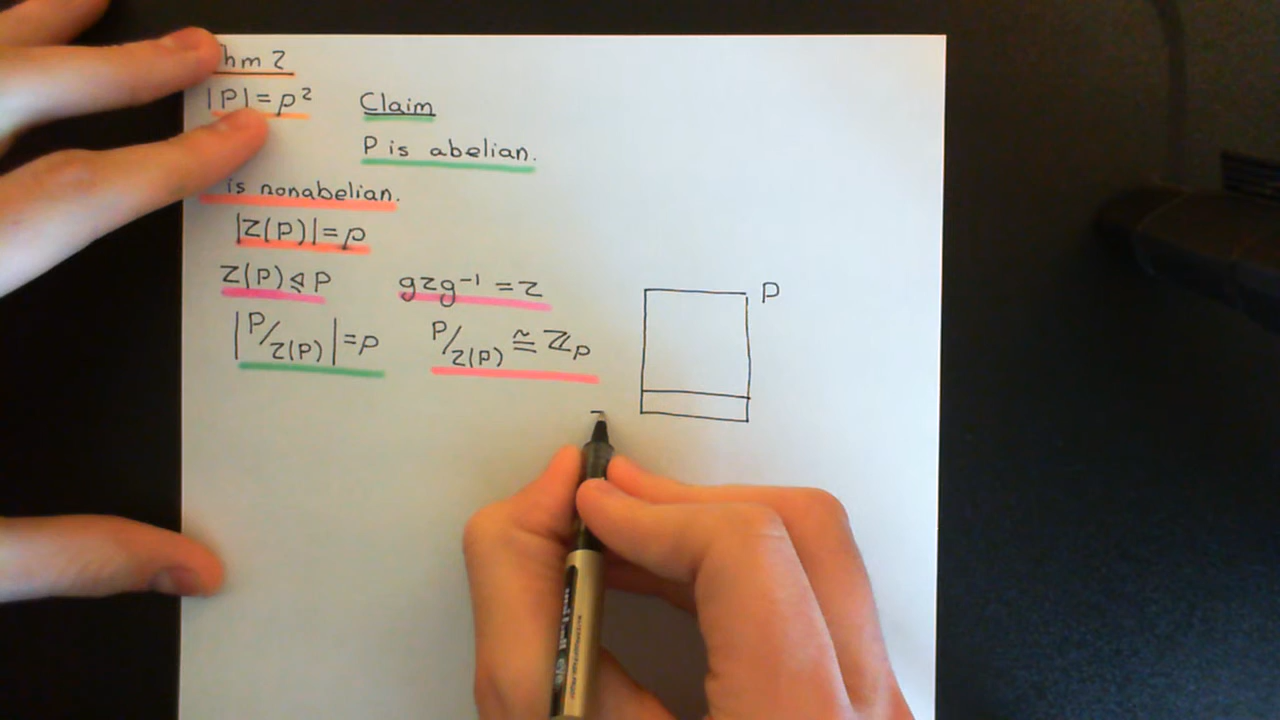 hm 2
|P| = p² Claim
P is abelian.
is nonabelian.
|Z(P)| = p
Z(P) ⊴ P gzg⁻¹ = z
|P/Z(P)| = p P/Z(P) ≅ ℤp
P